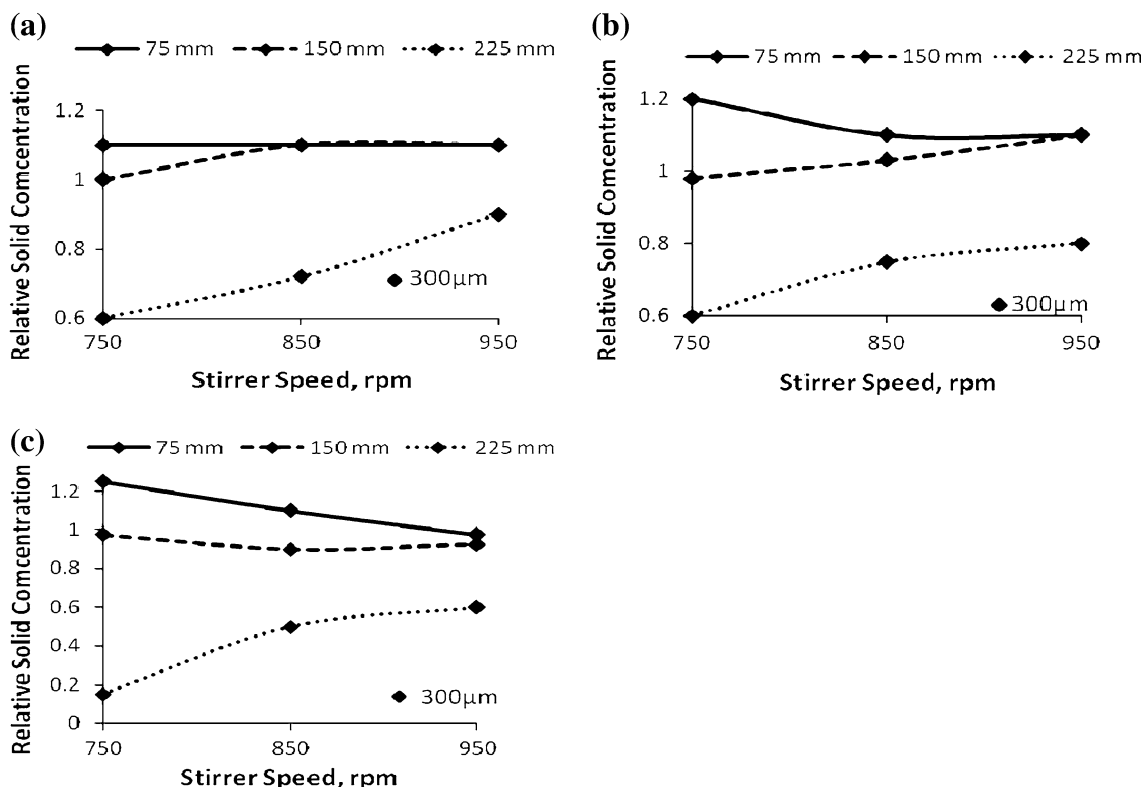 (a)
75 mm 150 mm 225 mm
Relative Solid Comcentration
1.2
1
0.8
0.6
300µm
750 850 950
Stirrer Speed, rpm
(b)
75 mm 150 mm 225 mm
Relative Solid Comcentration
1.2
1
0.8
0.6
300µm
750 850 950
Stirrer Speed, rpm
(c)
75 mm 150 mm 225 mm
Relative Solid Comcentration
1.2
1
0.8
0.6
0.4
0.2
0
300µm
750 850 950
Stirrer Speed, rpm